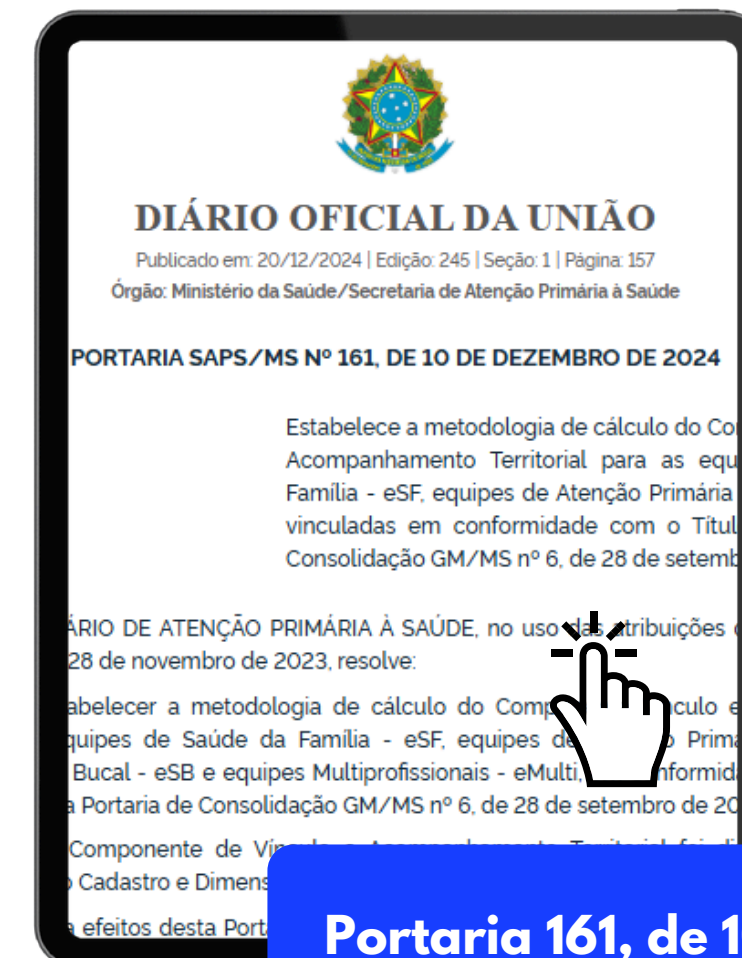 DIÁRIO OFICIAL DA UNIÃO
Publicado em: 20/12/2024 | Edição: 245 | Seção: 1 | Página: 157
Órgão: Ministério da Saúde/Secretaria de Atenção Primária à Saúde
PORTARIA SAPS/MS Nº 161, DE 10 DE DEZEMBRO DE 2024
Estabelece a metodologia de cálculo do Co
Acompanhamento Territorial para as equ
Família - eSF, equipes de Atenção Primária
vinculadas em conformidade com o Títul
Consolidação GM/MS nº 6, de 28 de setemb
ÁRIO DE ATENÇÃO PRIMÁRIA À SAÚDE, no uso das atribuições
28 de novembro de 2023, resolve:
abelecer a metodologia de cálculo do Comp culo e
quipes de Saúde da Família - eSF, equipes de Prima
Bucal - eSB e equipes Multiprofissionais - eMulti, nformida
a Portaria de Consolidação GM/MS nº 6, de 28 de setembro de 20
Componente de
o Cadastro e Dimens
a efeitos desta Porta
Portaria 161, de 1